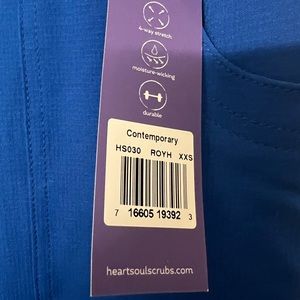 4-way stretch
moisture-wicking
durable
Contemporary
HS030 ROYH XXS
7 16605 19392 3
heartsoulscrubs.com